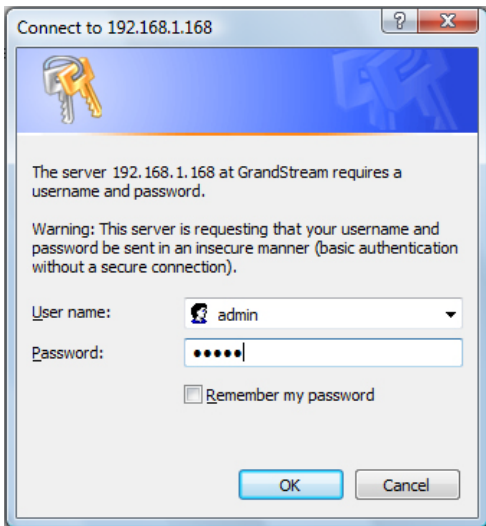 Connect to 192.168.1.168
The server 192.168.1.168 at GrandStream requires a
username and password.
Warning: This server is requesting that your username and
password be sent in an insecure manner (basic authentication
without a secure connection).
User name: admin
Password: •••••
Remember my password
OK Cancel